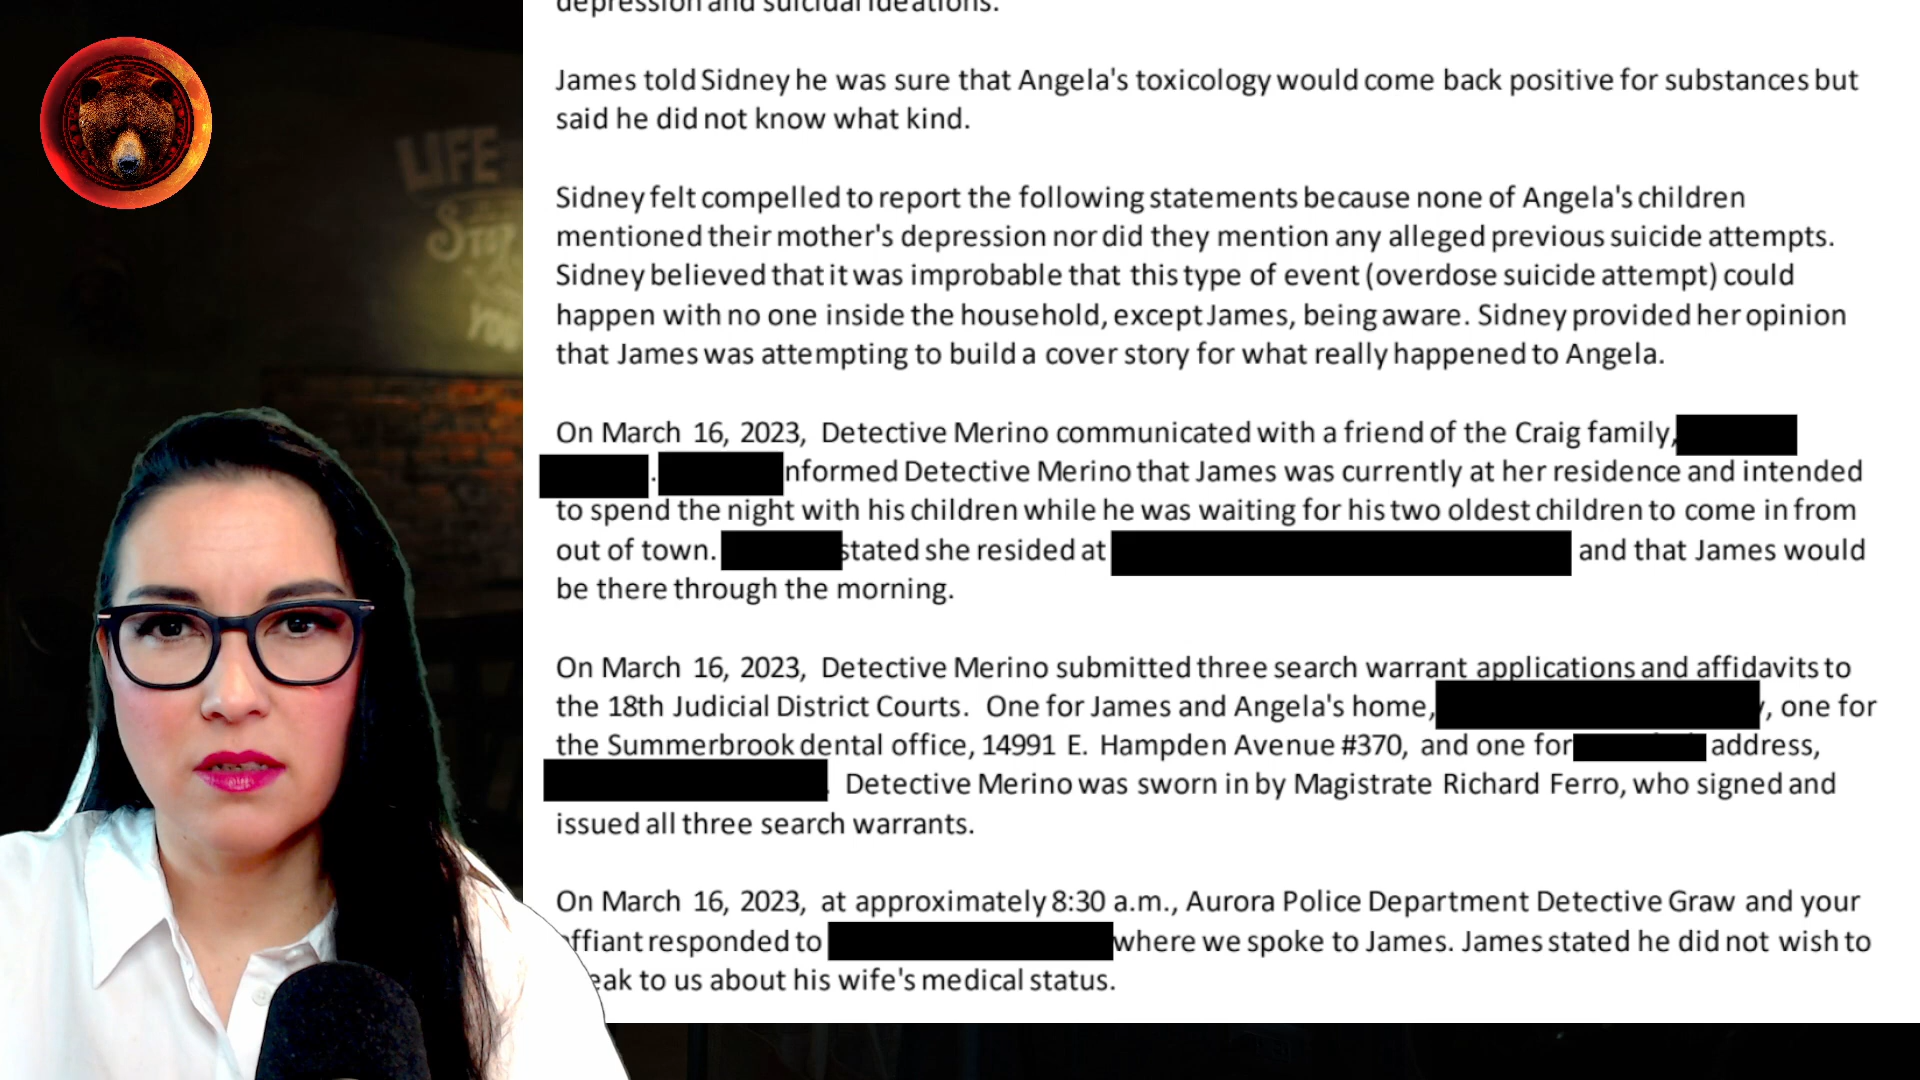 depression and suicidal ideations.
James told Sidney he was sure that Angela's toxicology would come back positive for substances but
said he did not know what kind.
Sidney felt compelled to report the following statements because none of Angela's children
mentioned their mother's depression nor did they mention any alleged previous suicide attempts.
Sidney believed that it was improbable that this type of event (overdose suicide attempt) could
happen with no one inside the household, except James, being aware. Sidney provided her opinion
that James was attempting to build a cover story for what really happened to Angela.
On March 16, 2023, Detective Merino communicated with a friend of the Craig family,
. nformed Detective Merino that James was currently at her residence and intended
to spend the night with his children while he was waiting for his two oldest children to come in from
out of town. stated she resided at and that James would
be there through the morning.
On March 16, 2023, Detective Merino submitted three search warrant applications and affidavits to
the 18th Judicial District Courts. One for James and Angela's home, , one for
the Summerbrook dental office, 14991 E. Hampden Avenue #370, and one for address,
Detective Merino was sworn in by Magistrate Richard Ferro, who signed and
issued all three search warrants.
On March 16, 2023, at approximately 8:30 a.m., Aurora Police Department Detective Graw and your
ffiant responded to where we spoke to James. James stated he did not wish to
eak to us about his wife's medical status.
LIFE